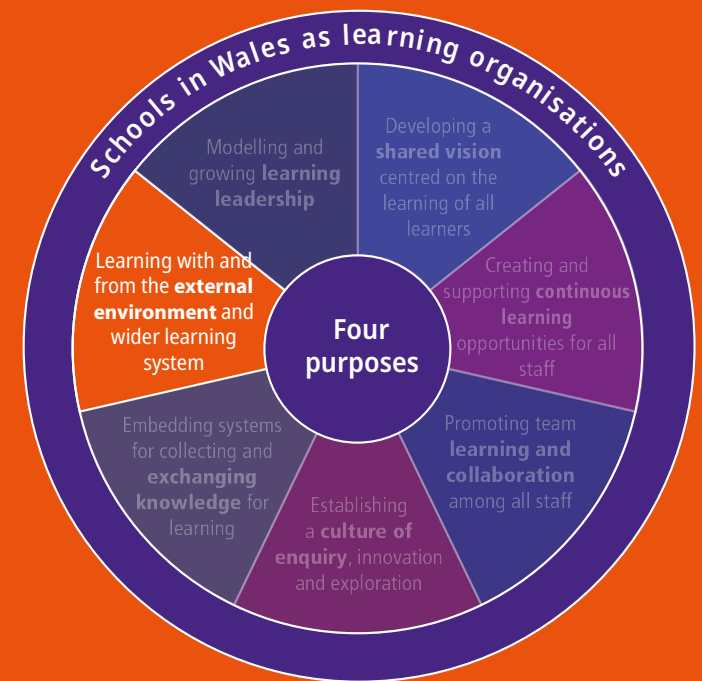 Schools in Wales as learning organisations
Developing a
shared vision
centred on the
learning of all
learners
Creating and
supporting continuous
learning
opportunities for all
staff
Promoting team
learning and
collaboration
among all staff
Establishing
a culture of
enquiry, innovation
and exploration
Embedding systems
for collecting and
exchanging
knowledge for
learning
Learning with and
from the external
environment and
wider learning
system
Modelling and
growing learning
leadership
Four
purposes